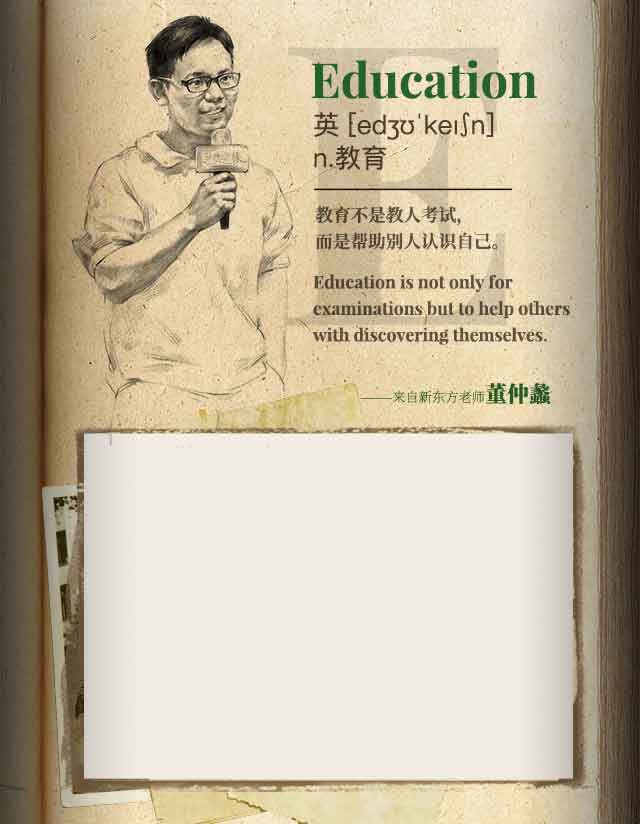 Education
英 [edʒʊˈkeɪʃn]
n.教育
教育不是教人考试,
而是帮助别人认识自己。
Education is not only for
examinations but to help others
with discovering themselves.
——来自新东方老师董仲蠡